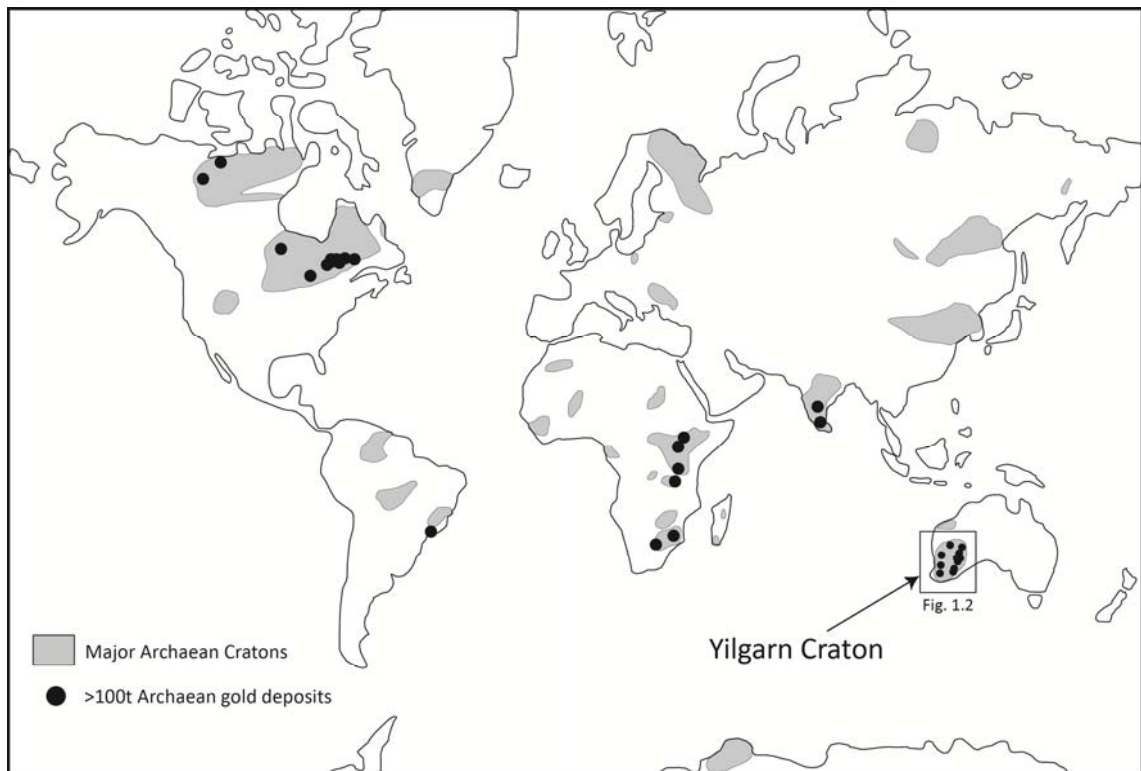 Fig. 1.2
Yilgarn Craton
Major Archaean Cratons
>100t Archaean gold deposits